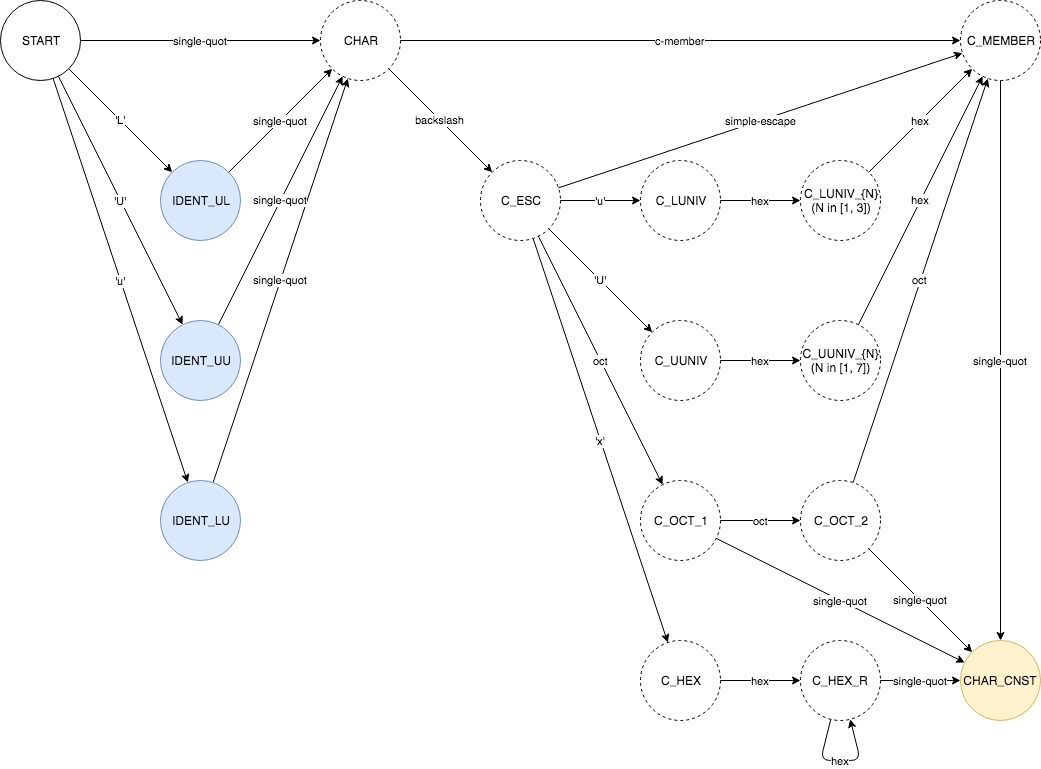 START
single-quot
CHAR
c-member
C_MEMBER
'L'
single-quot
backslash
simple-escape
hex
IDENT_UL
'U'
single-quot
C_ESC
'u'
C_LUNIV
hex
C_LUNIV_{N}
(N in [1, 3])
hex
'u'
single-quot
'U'
oct
IDENT_UU
oct
C_UUNIV
hex
C_UUNIV_{N}
(N in [1, 7])
single-quot
'x'
IDENT_LU
C_OCT_1
oct
C_OCT_2
single-quot
single-quot
C_HEX
hex
C_HEX_R
single-quot
CHAR_CNST
hex